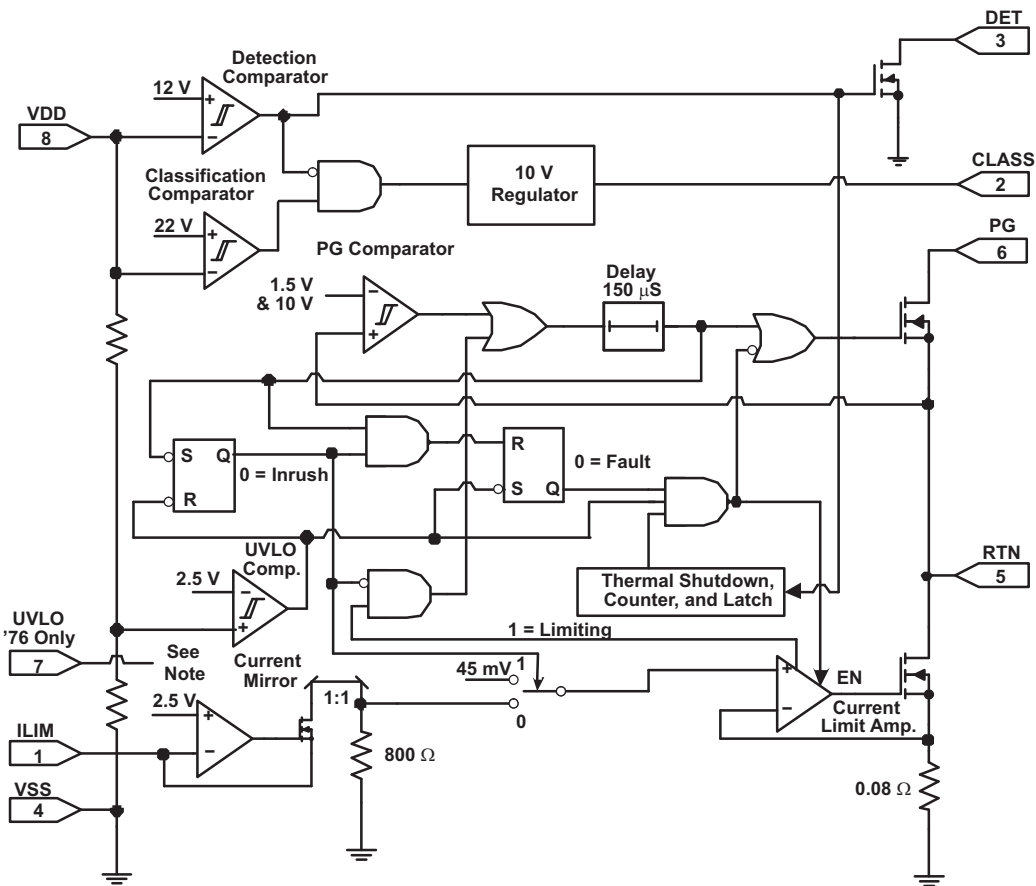 DET
3
Detection
Comparator
12 V
+
−
VDD
8
Classification
Comparator
22 V
+
−
10 V
Regulator
CLASS
2
PG
6
PG Comparator
1.5 V
& 10 V
−
+
Delay
150 µS
S Q
R
0 = Inrush
R
S Q
0 = Fault
UVLO
Comp.
2.5 V
−
+
Thermal Shutdown,
Counter, and Latch
RTN
5
UVLO
'76 Only
7
See
Note
Current
Mirror
1 = Limiting
45 mV
1
0
1:1
2.5 V
+
−
ILIM
1
+
−
EN
Current
Limit Amp.
800 Ω
0.08 Ω
VSS
4